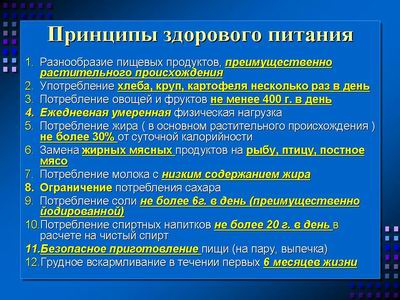 Принципы здорового питания
1. Разнообразие пищевых продуктов, преимущественно
растительного происхождения
2. Употребление хлеба, круп, картофеля несколько раз в день
3. Потребление овощей и фруктов не менее 400 г. в день
4. Ежедневная умеренная физическая нагрузка
5. Потребление жира ( в основном растительного происхождения )
не более 30% от суточной калорийности
6. Замена жирных мясных продуктов на рыбу, птицу, постное
мясо
7. Потребление молока с низким содержанием жира
8. Ограничение потребления сахара
9. Потребление соли не более 6г. в день (преимущественно
йодированной)
10.Потребление спиртных напитков не более 20 г. в день в
расчете на чистый спирт
11.Безопасное приготовление пищи (на пару, выпечка)
12.Грудное вскармливание в течении первых 6 месяцев жизни